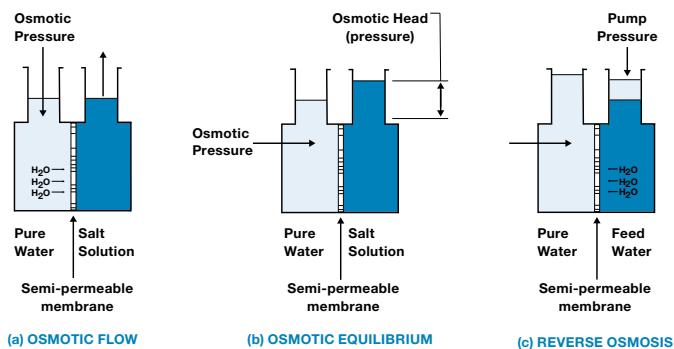 Osmotic
Pressure
H2O
H2O
H2O
Pure
Water
Salt
Solution
Semi-permeable
membrane
(a) OSMOTIC FLOW
Osmotic Head
(pressure)
Osmotic
Pressure
Pure
Water
Salt
Solution
Semi-permeable
membrane
(b) OSMOTIC EQUILIBRIUM
Pump
Pressure
H2O
H2O
H2O
Pure
Water
Feed
Water
Semi-permeable
membrane
(c) REVERSE OSMOSIS